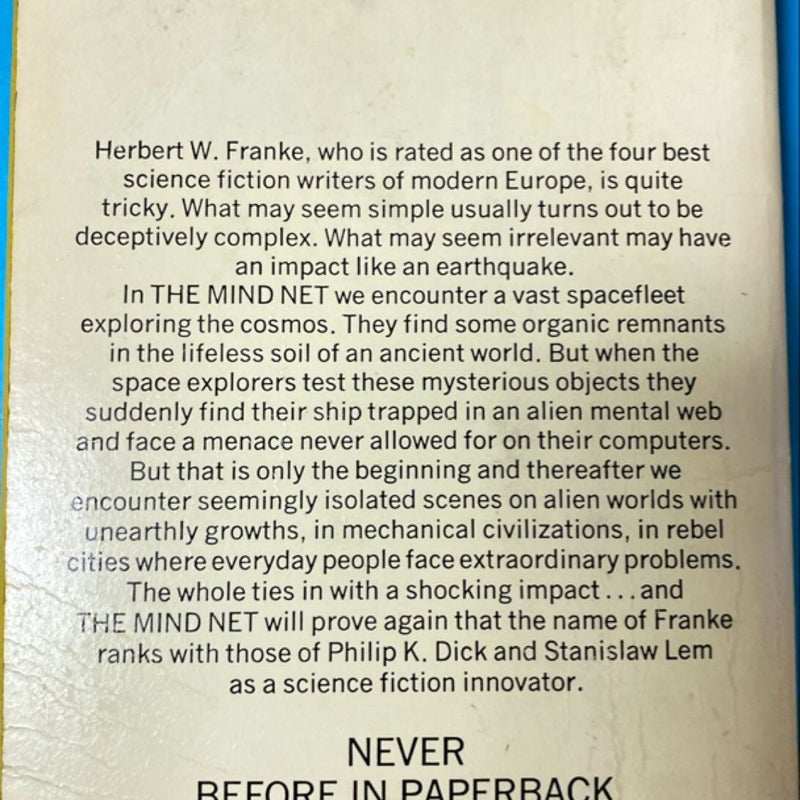 Herbert W. Franke, who is rated as one of the four best
science fiction writers of modern Europe, is quite
tricky. What may seem simple usually turns out to be
deceptively complex. What may seem irrelevant may have
an impact like an earthquake.
In THE MIND NET we encounter a vast spacefleet
exploring the cosmos. They find some organic remnants
in the lifeless soil of an ancient world. But when the
space explorers test these mysterious objects they
suddenly find their ship trapped in an alien mental web
and face a menace never allowed for on their computers.
But that is only the beginning and thereafter we
encounter seemingly isolated scenes on alien worlds with
unearthly growths, in mechanical civilizations, in rebel
cities where everyday people face extraordinary problems.
The whole ties in with a shocking impact...and
THE MIND NET will prove again that the name of Franke
ranks with those of Philip K. Dick and Stanislaw Lem
as a science fiction innovator.
NEVER
BEFORE IN PAPERBACK